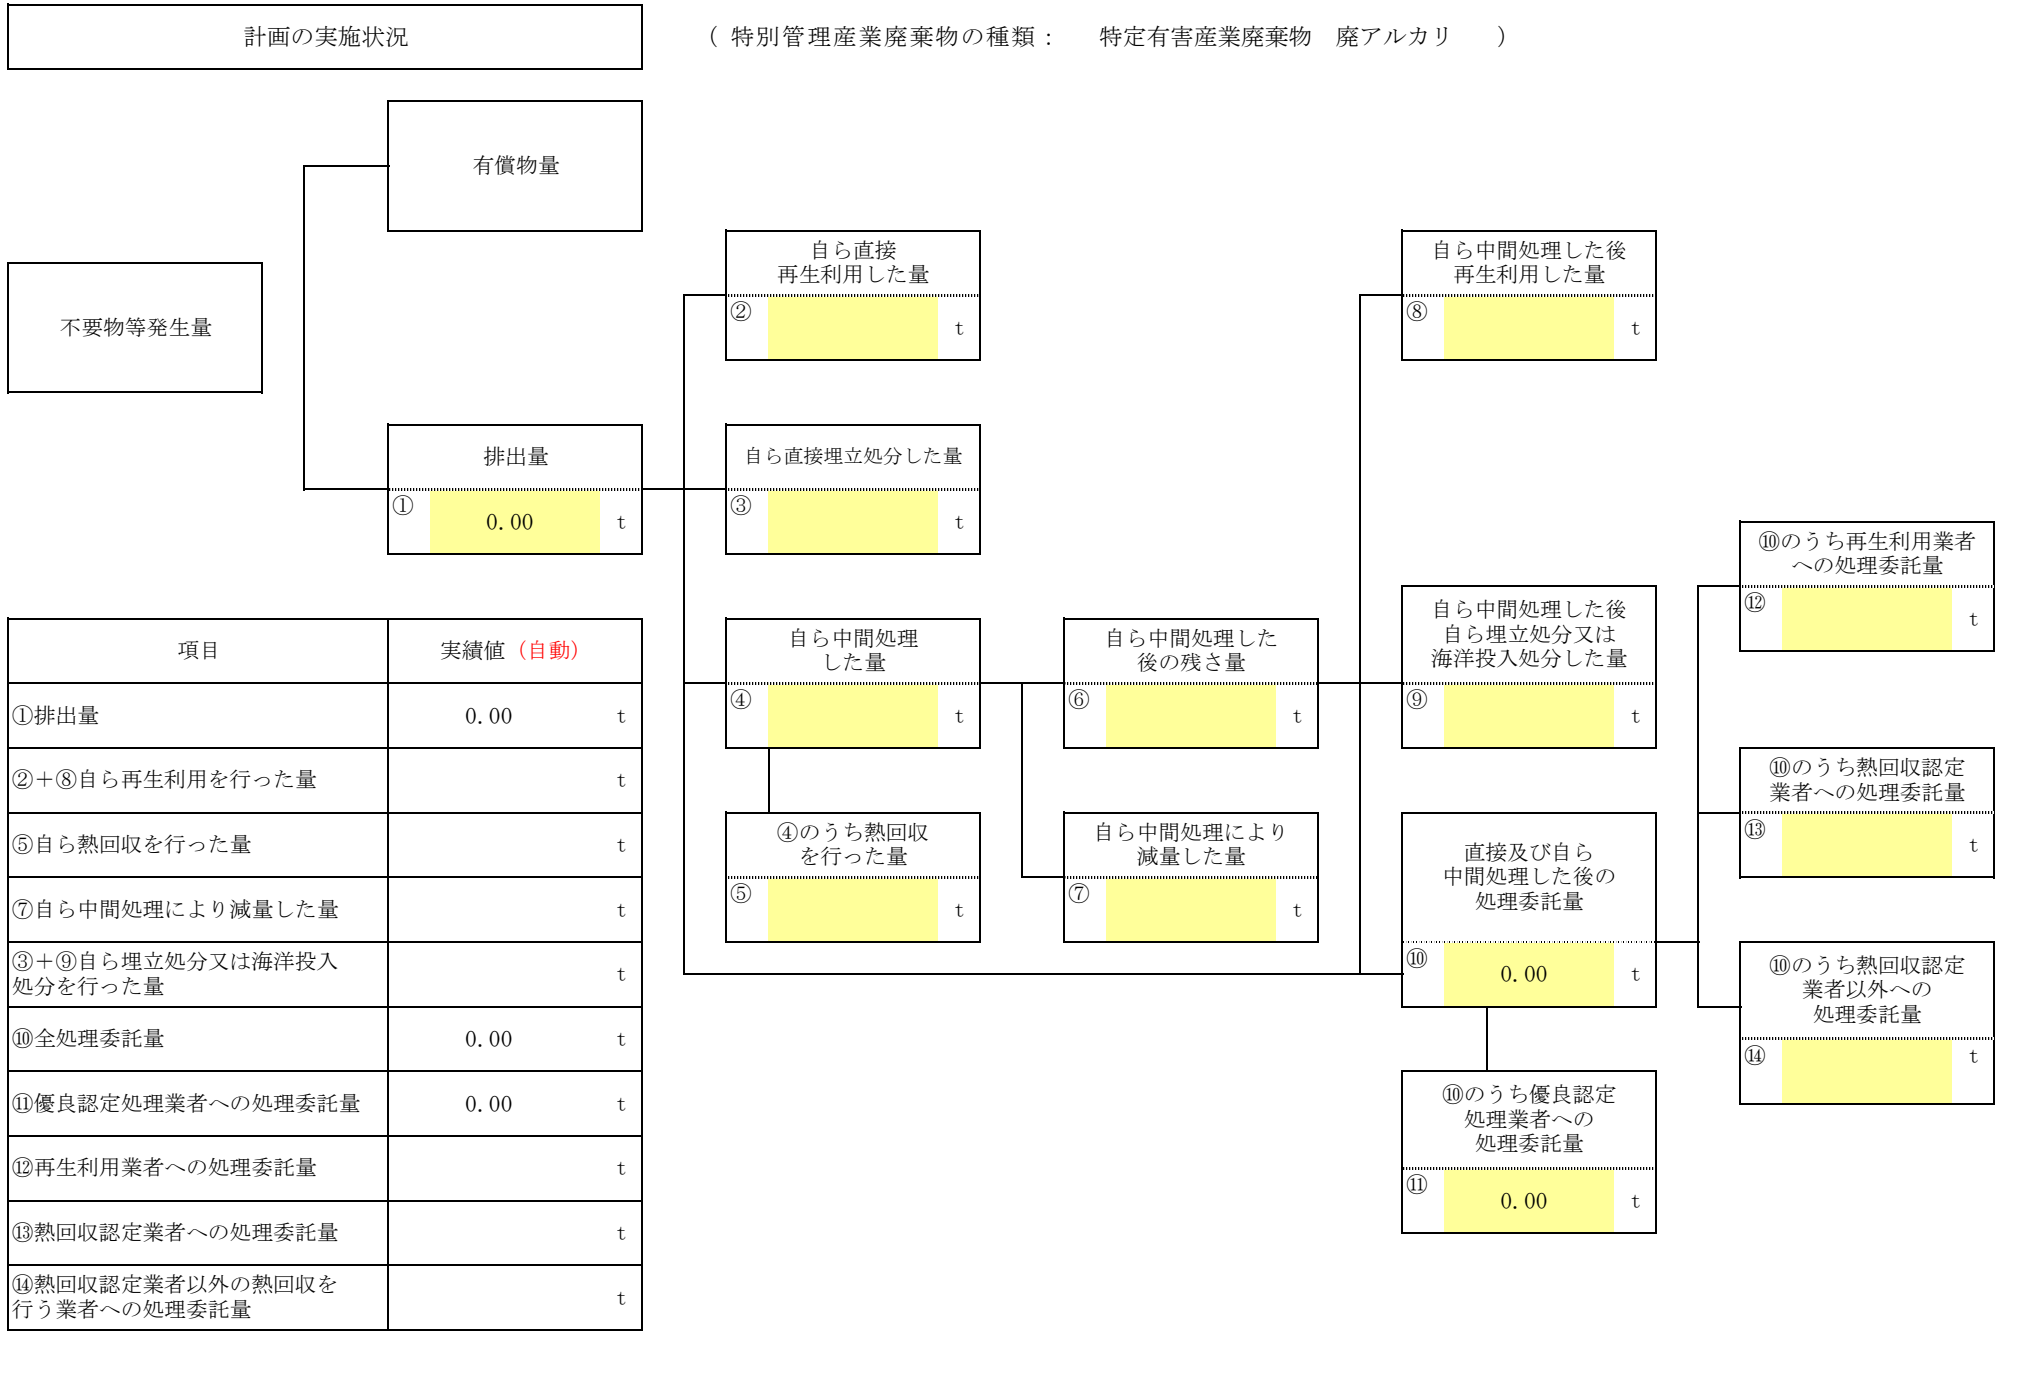 計画の実施状況
（ 特別管理産業廃棄物の種類： 特定有害産業廃棄物　廃アルカリ ）
有償物量
不要物等発生量
排出量
① 0.00 t
自ら直接
再生利用した量
② t
自ら直接埋立処分した量
③ t
自ら中間処理
した量
④ t
④のうち熱回収
を行った量
⑤ t
自ら中間処理した
後の残さ量
⑥ t
自ら中間処理により
減量した量
⑦ t
自ら中間処理した後
再生利用した量
⑧ t
自ら中間処理した後
自ら埋立処分又は
海洋投入処分した量
⑨ t
直接及び自ら
中間処理した後の
処理委託量
⑩ 0.00 t
⑩のうち優良認定
処理業者への
処理委託量
⑪ 0.00 t
⑩のうち再生利用業者
への処理委託量
⑫ t
⑩のうち熱回収認定
業者への処理委託量
⑬ t
⑩のうち熱回収認定
業者以外への
処理委託量
⑭ t
項目 実績値（自動）
①排出量 0.00 t
②＋⑧自ら再生利用を行った量 t
⑤自ら熱回収を行った量 t
⑦自ら中間処理により減量した量 t
③＋⑨自ら埋立処分又は海洋投入
処分を行った量 t
⑩全処理委託量 0.00 t
⑪優良認定処理業者への処理委託量 0.00 t
⑫再生利用業者への処理委託量 t
⑬熱回収認定業者への処理委託量 t
⑭熱回収認定業者以外の熱回収を
行う業者への処理委託量 t